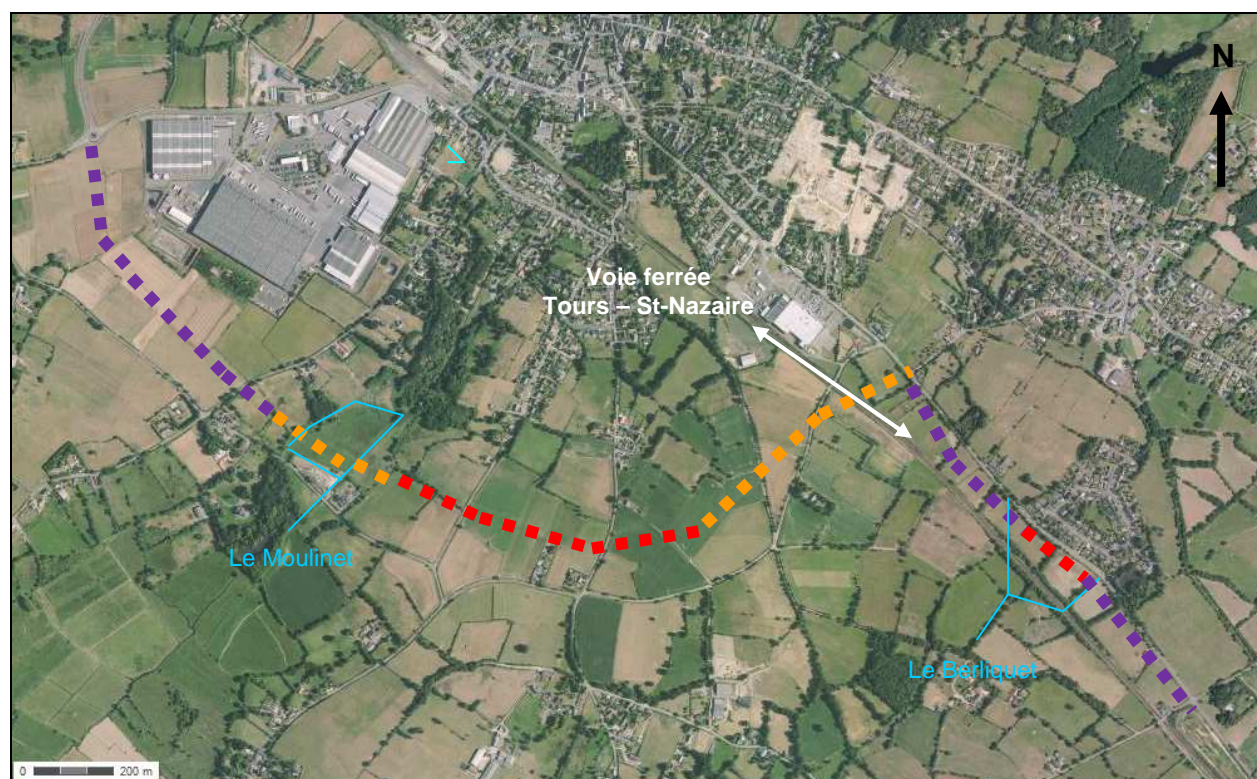 N
Voie ferrée
Tours – St-Nazaire
Le Moulinet
Le Berliquet
0 200 m